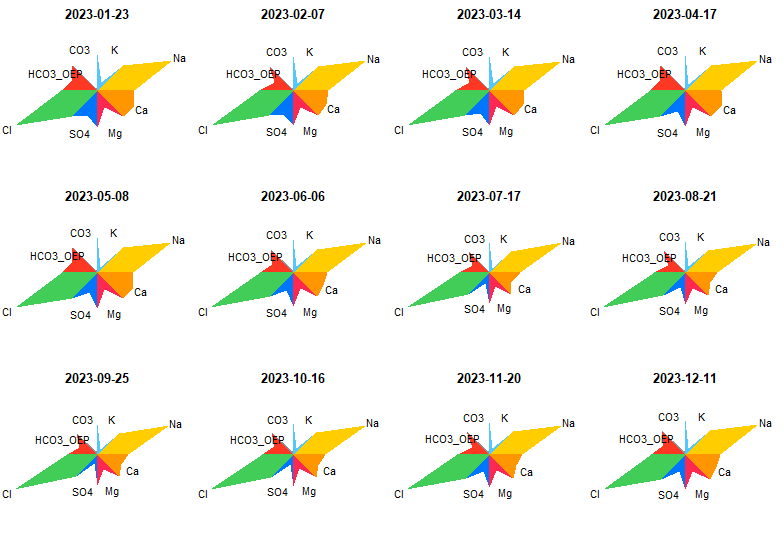 2023-01-23 2023-02-07 2023-03-14 2023-04-17
CO3 K Na CO3 K Na CO3 K Na CO3 K Na
HCO3_OEP HCO3_OEP HCO3_OEP HCO3_OEP
Ca Ca Ca Ca
Cl SO4 Mg Cl SO4 Mg Cl SO4 Mg Cl SO4 Mg
2023-05-08 2023-06-06 2023-07-17 2023-08-21
CO3 K Na CO3 K Na CO3 K Na CO3 K Na
HCO3_OEP HCO3_OEP HCO3_OEP HCO3_OEP
Ca Ca Ca Ca
Cl SO4 Mg Cl SO4 Mg Cl SO4 Mg Cl SO4 Mg
2023-09-25 2023-10-16 2023-11-20 2023-12-11
CO3 K Na CO3 K Na CO3 K Na CO3 K Na
HCO3_OEP HCO3_OEP HCO3_OEP HCO3_OEP
Ca Ca Ca Ca
Cl SO4 Mg Cl SO4 Mg Cl SO4 Mg Cl SO4 Mg